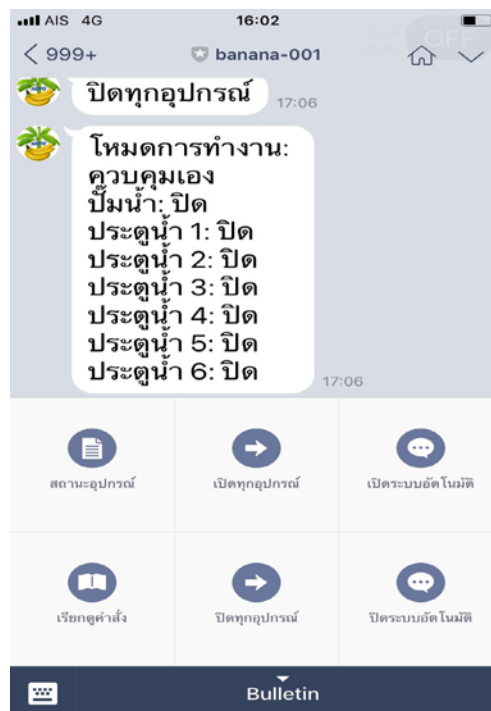 AIS 4G 16:02
999+ banana-001
OFF
ปิดทุกอุปกรณ์ 17:06
โหมดการทำงาน:
ควบคุมเอง
ปั๊มน้ำ: ปิด
ประตูน้ำ 1: ปิด
ประตูน้ำ 2: ปิด
ประตูน้ำ 3: ปิด
ประตูน้ำ 4: ปิด
ประตูน้ำ 5: ปิด
ประตูน้ำ 6: ปิด 17:06
สถานะอุปกรณ์ เปิดทุกอุปกรณ์ เปิดระบบอัตโนมัติ
เรียกดูคำสั่ง ปิดทุกอุปกรณ์ ปิดระบบอัตโนมัติ
Bulletin